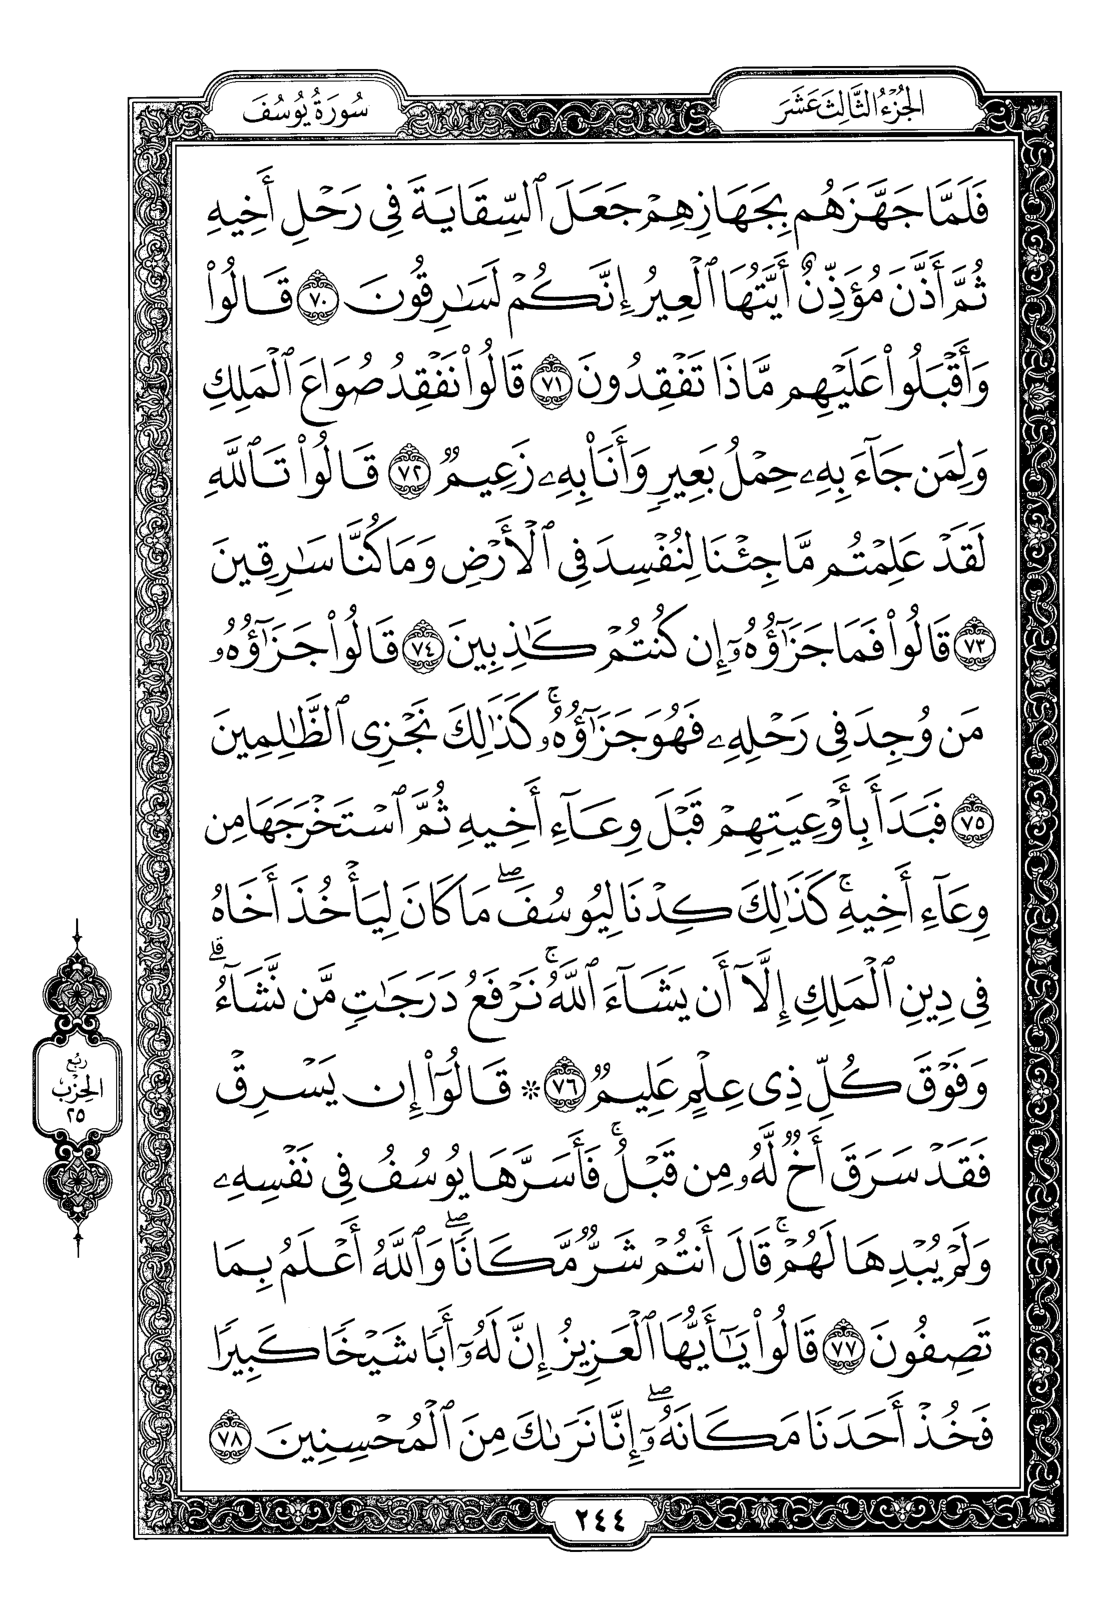 الجُزْءُ الثَّالِثَ عَشَرَ
سُورَةُ يُوسُفَ
فَلَمَّا جَهَّزَهُم بِجَهَازِهِمْ جَعَلَ ٱلسِّقَايَةَ فِى رَحْلِ أَخِيهِ
ثُمَّ أَذَّنَ مُؤَذِّنٌ أَيَّتُهَا ٱلْعِيرُ إِنَّكُمْ لَسَٰرِقُونَ ٧٠ قَالُوا۟
وَأَقْبَلُوا۟ عَلَيْهِم مَّاذَا تَفْقِدُونَ ٧١ قَالُوا۟ نَفْقِدُ صُوَاعَ ٱلْمَلِكِ
وَلِمَن جَآءَ بِهِۦ حِمْلُ بَعِيرٍ وَأَنَا۠ بِهِۦ زَعِيمٌ ٧٢ قَالُوا۟ تَٱللَّهِ
لَقَدْ عَلِمْتُم مَّا جِئْنَا لِنُفْسِدَ فِى ٱلْأَرْضِ وَمَا كُنَّا سَٰرِقِينَ
٧٣ قَالُوا۟ فَمَا جَزَٰٓؤُهُۥٓ إِن كُنتُمْ كَٰذِبِينَ ٧٤ قَالُوا۟ جَزَٰٓؤُهُۥ
مَن وُجِدَ فِى رَحْلِهِۦ فَهُوَ جَزَٰٓؤُهُۥ ۚ كَذَٰلِكَ نَجْزِى ٱلظَّٰلِمِينَ
٧٥ فَبَدَأَ بِأَوْعِيَتِهِمْ قَبْلَ وِعَآءِ أَخِيهِ ثُمَّ ٱسْتَخْرَجَهَا مِن
وِعَآءِ أَخِيهِ ۚ كَذَٰلِكَ كِدْنَا لِيُوسُفَ ۖ مَا كَانَ لِيَأْخُذَ أَخَاهُ
فِى دِينِ ٱلْمَلِكِ إِلَّآ أَن يَشَآءَ ٱللَّهُ ۚ نَرْفَعُ دَرَجَٰتٍ مَّن نَّشَآءُ ۗ
وَفَوْقَ كُلِّ ذِى عِلْمٍ عَلِيمٌ ٧٦ * قَالُوٓا۟ إِن يَسْرِقْ
فَقَدْ سَرَقَ أَخٌ لَّهُۥ مِن قَبْلُ ۚ فَأَسَرَّهَا يُوسُفُ فِى نَفْسِهِۦ
وَلَمْ يُبْدِهَا لَهُمْ ۚ قَالَ أَنتُمْ شَرٌّ مَّكَانًا ۖ وَٱللَّهُ أَعْلَمُ بِمَا
تَصِفُونَ ٧٧ قَالُوا۟ يَٰٓأَيُّهَا ٱلْعَزِيزُ إِنَّ لَهُۥٓ أَبًا شَيْخًا كَبِيرًا
فَخُذْ أَحَدَنَا مَكَانَهُۥٓ ۖ إِنَّا نَرَىٰكَ مِنَ ٱلْمُحْسِنِينَ ٧٨
ربع
الحزب
٢٥
٢٤٤